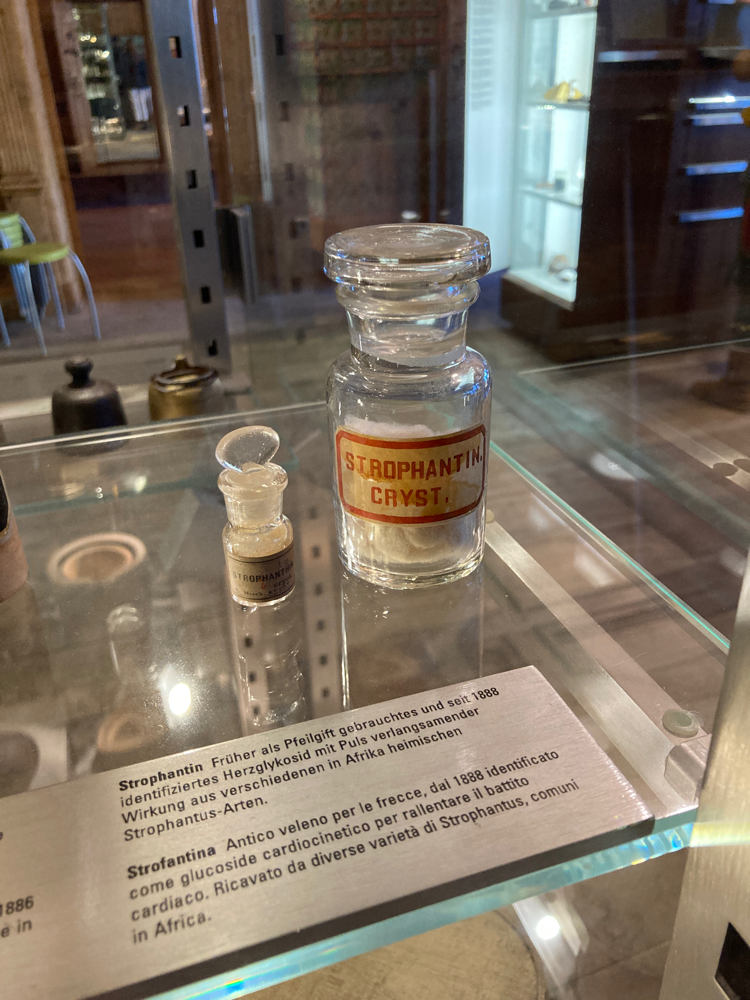 STROPHANTIN.
CRYST.
STROPHANTIN
Strophantin Früher als Pfeilgift gebrauchtes und seit 1888
identifiziertes Herzglykosid mit Puls verlangsamender
Wirkung aus verschiedenen in Afrika heimischen
Strophantus-Arten.
Strofantina Antico veleno per le frecce, dal 1888 identificato
come glucoside cardiocinetico per rallentare il battito
cardiaco. Ricavato da diverse varietà di Strophantus, comuni
in Africa.
1886
e in